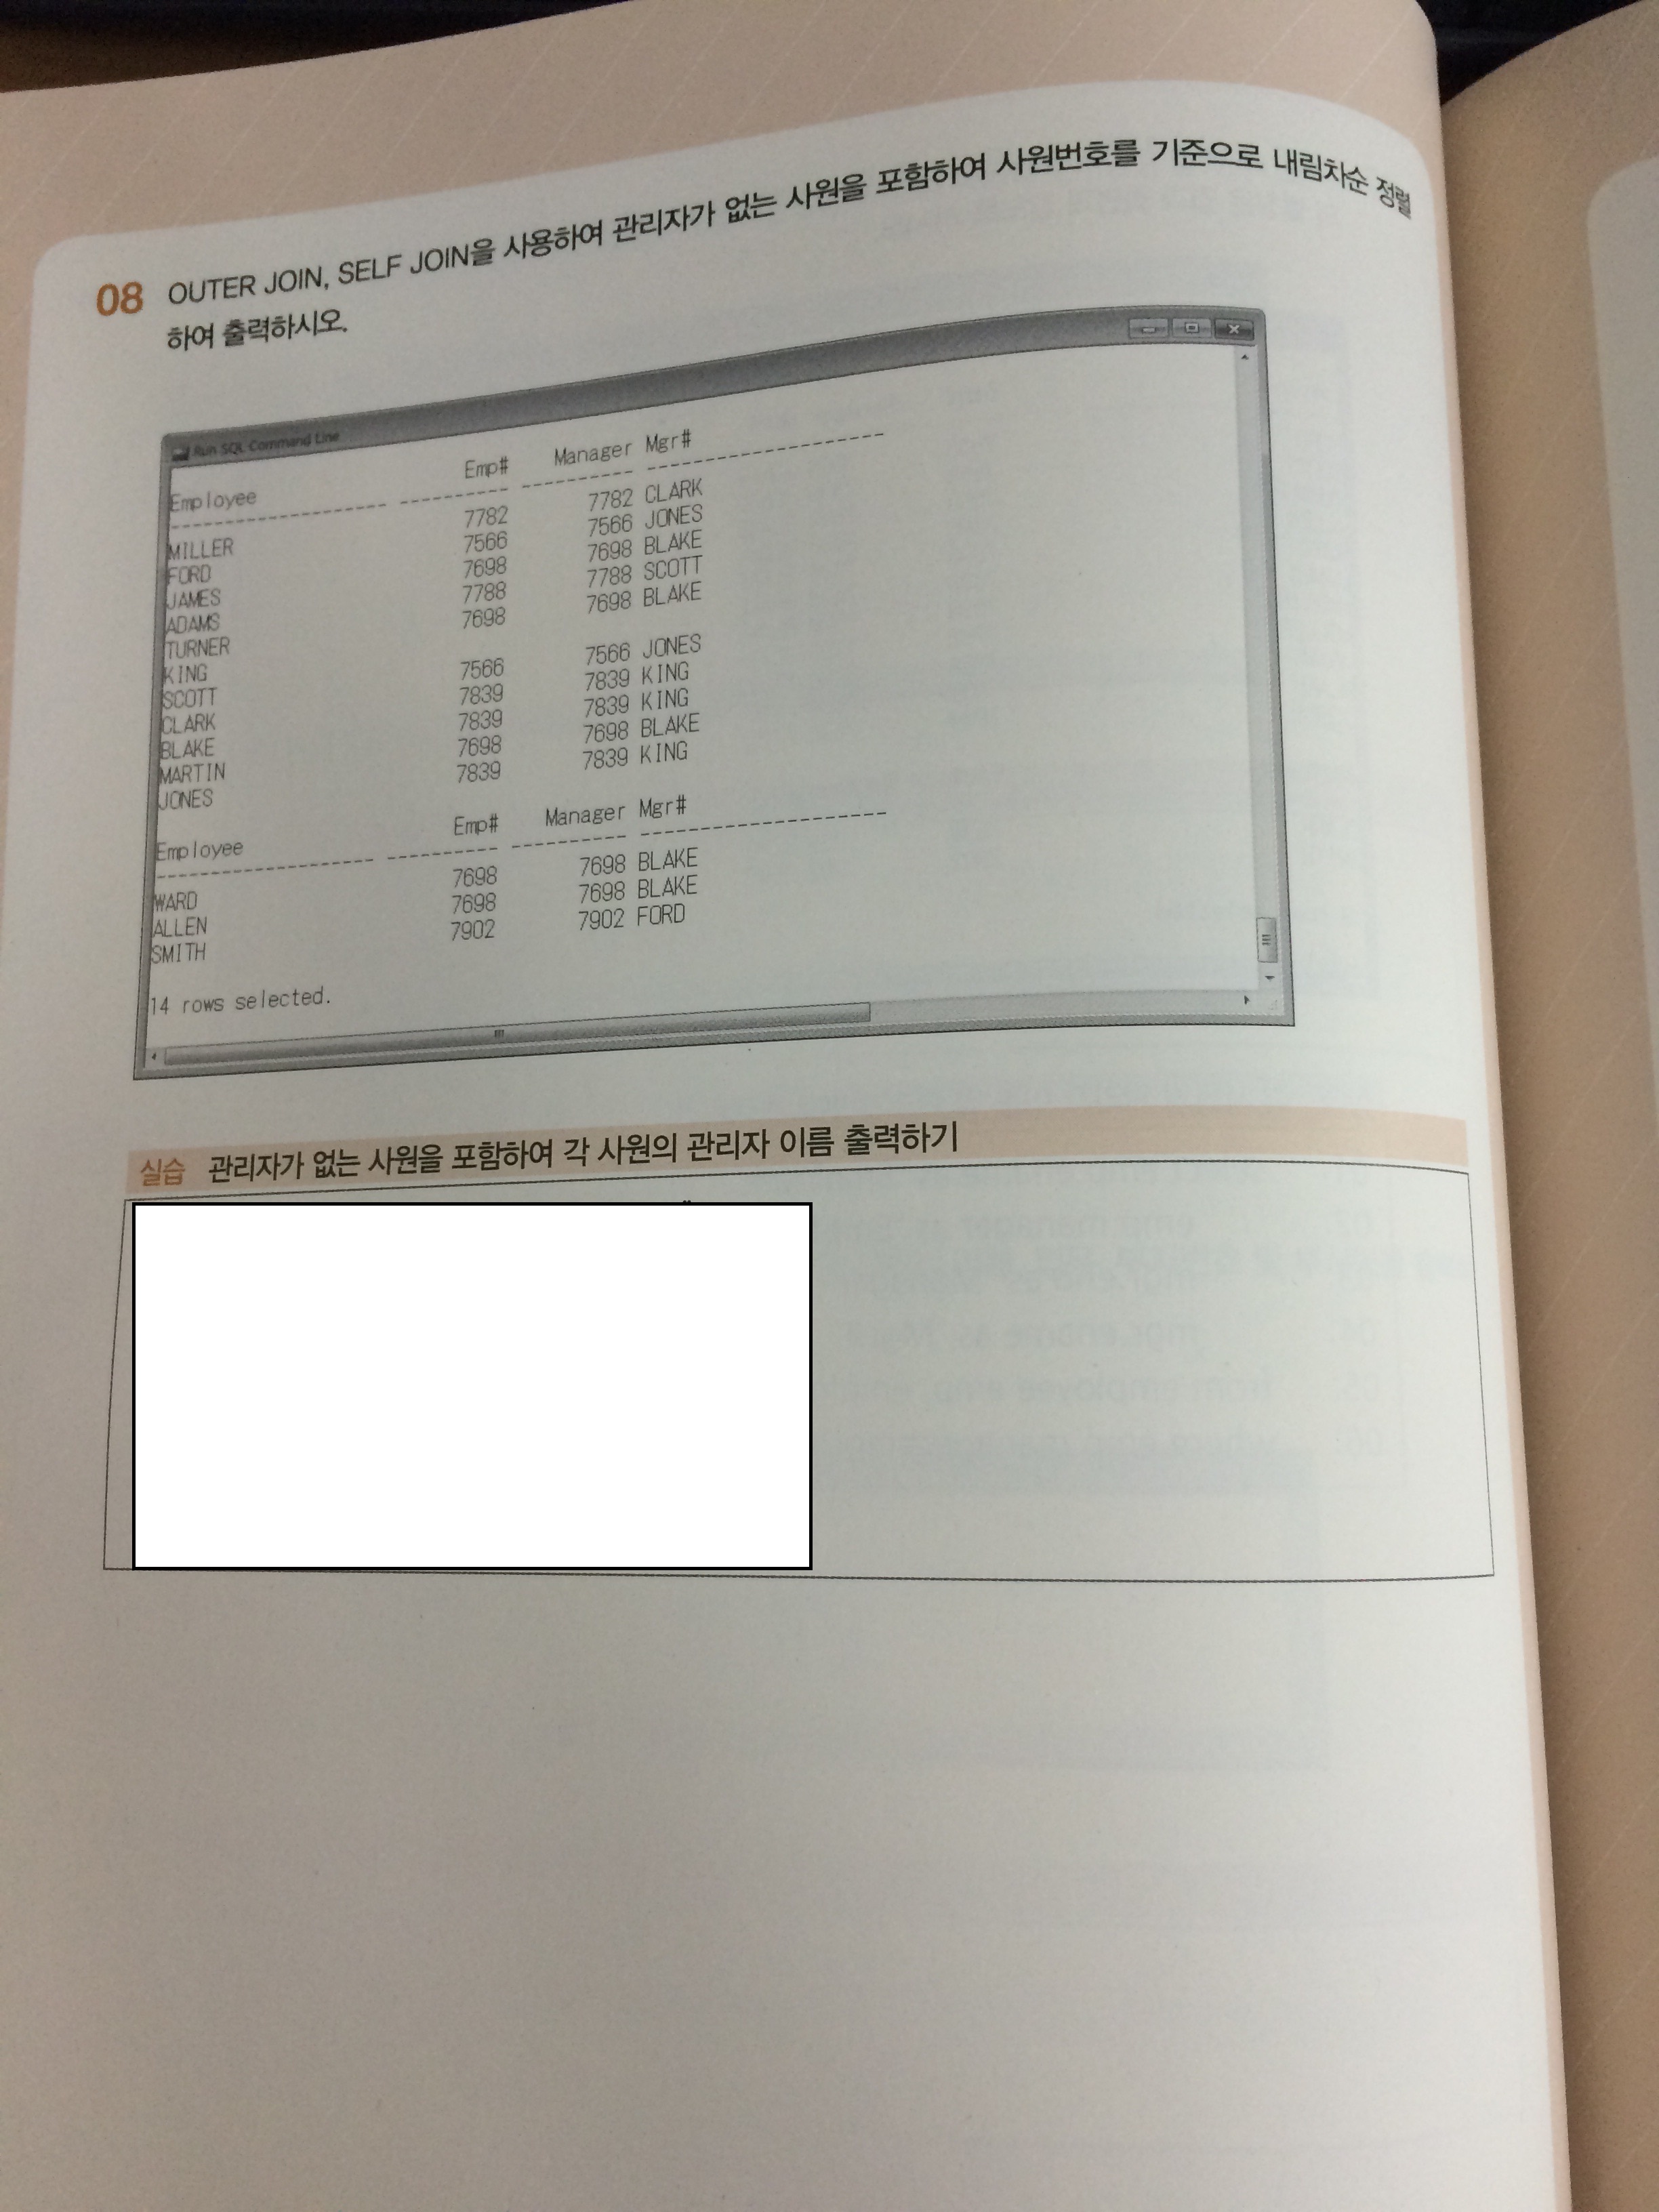 08 OUTER JOIN, SELF JOIN을 사용하여 관리자가 없는 사원을 포함하여 사원번호를 기준으로 내림차순 정렬
하여 출력하시오.
Run SQL Command Line
Employee Emp# Manager Mgr#
-------------------- ---------- ---------- --------------------
MILLER 7782 7782 CLARK
FORD 7566 7566 JONES
JAMES 7698 7698 BLAKE
ADAMS 7788 7788 SCOTT
TURNER 7698 7698 BLAKE
KING
SCOTT 7566 7566 JONES
CLARK 7839 7839 KING
BLAKE 7839 7839 KING
MARTIN 7698 7698 BLAKE
JONES 7839 7839 KING
Employee Emp# Manager Mgr#
-------------------- ---------- ---------- --------------------
WARD 7698 7698 BLAKE
ALLEN 7698 7698 BLAKE
SMITH 7902 7902 FORD
14 rows selected.
실습 관리자가 없는 사원을 포함하여 각 사원의 관리자 이름 출력하기